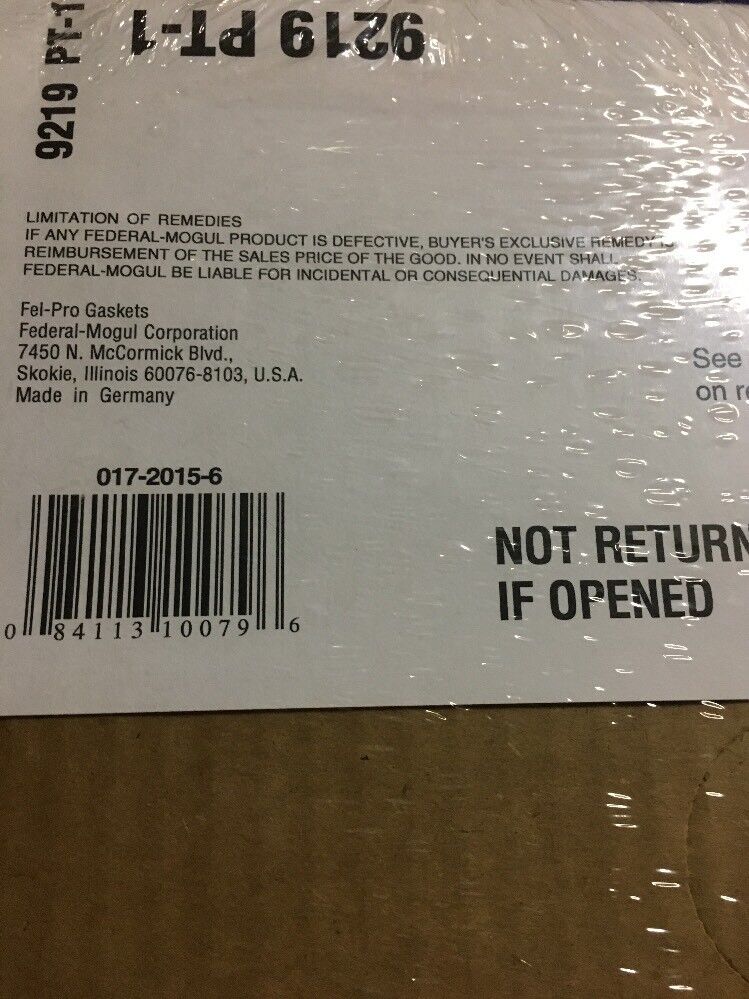 9219 PT-1
9219 PT-1
LIMITATION OF REMEDIES
IF ANY FEDERAL-MOGUL PRODUCT IS DEFECTIVE, BUYER'S EXCLUSIVE REMEDY IS
REIMBURSEMENT OF THE SALES PRICE OF THE GOOD. IN NO EVENT SHALL
FEDERAL-MOGUL BE LIABLE FOR INCIDENTAL OR CONSEQUENTIAL DAMAGES.
Fel-Pro Gaskets
Federal-Mogul Corporation
7450 N. McCormick Blvd.,
Skokie, Illinois 60076-8103, U.S.A.
Made in Germany
See
on
017-2015-6
0 84113 10079 6
NOT RETURN
IF OPENED